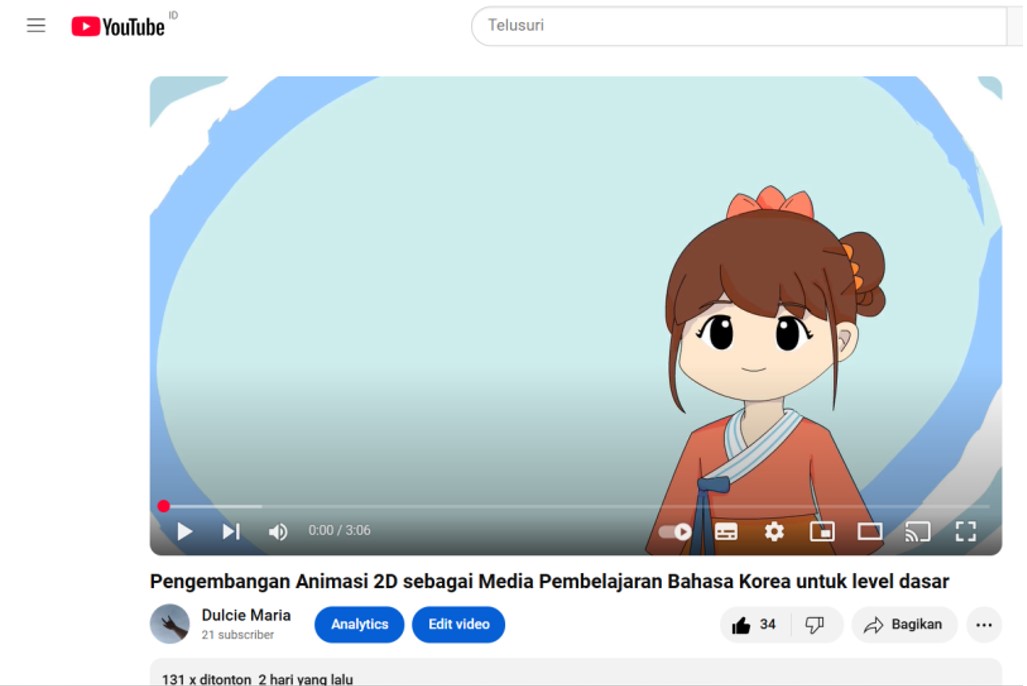 YouTube ID
Telusuri
0:00 / 3:06
Pengembangan Animasi 2D sebagai Media Pembelajaran Bahasa Korea untuk level dasar
Dulcie Maria
21 subscriber
Analytics
Edit video
34
Bagikan
131 x ditonton 2 hari yang lalu